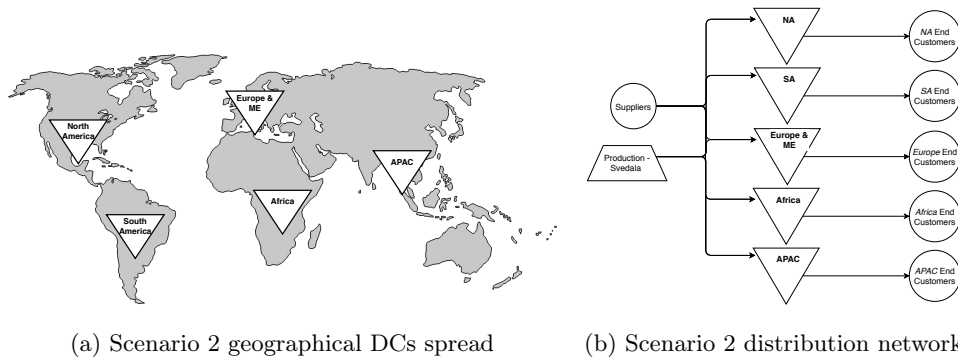 North
America
Europe &
ME
APAC
Africa
South
America
(a) Scenario 2 geographical DCs spread
NA
NA End
Customers
SA
SA End
Customers
Suppliers
Europe &
ME
Europe End
Customers
Production -
Svedala
Africa
Africa End
Customers
APAC
APAC End
Customers
(b) Scenario 2 distribution network